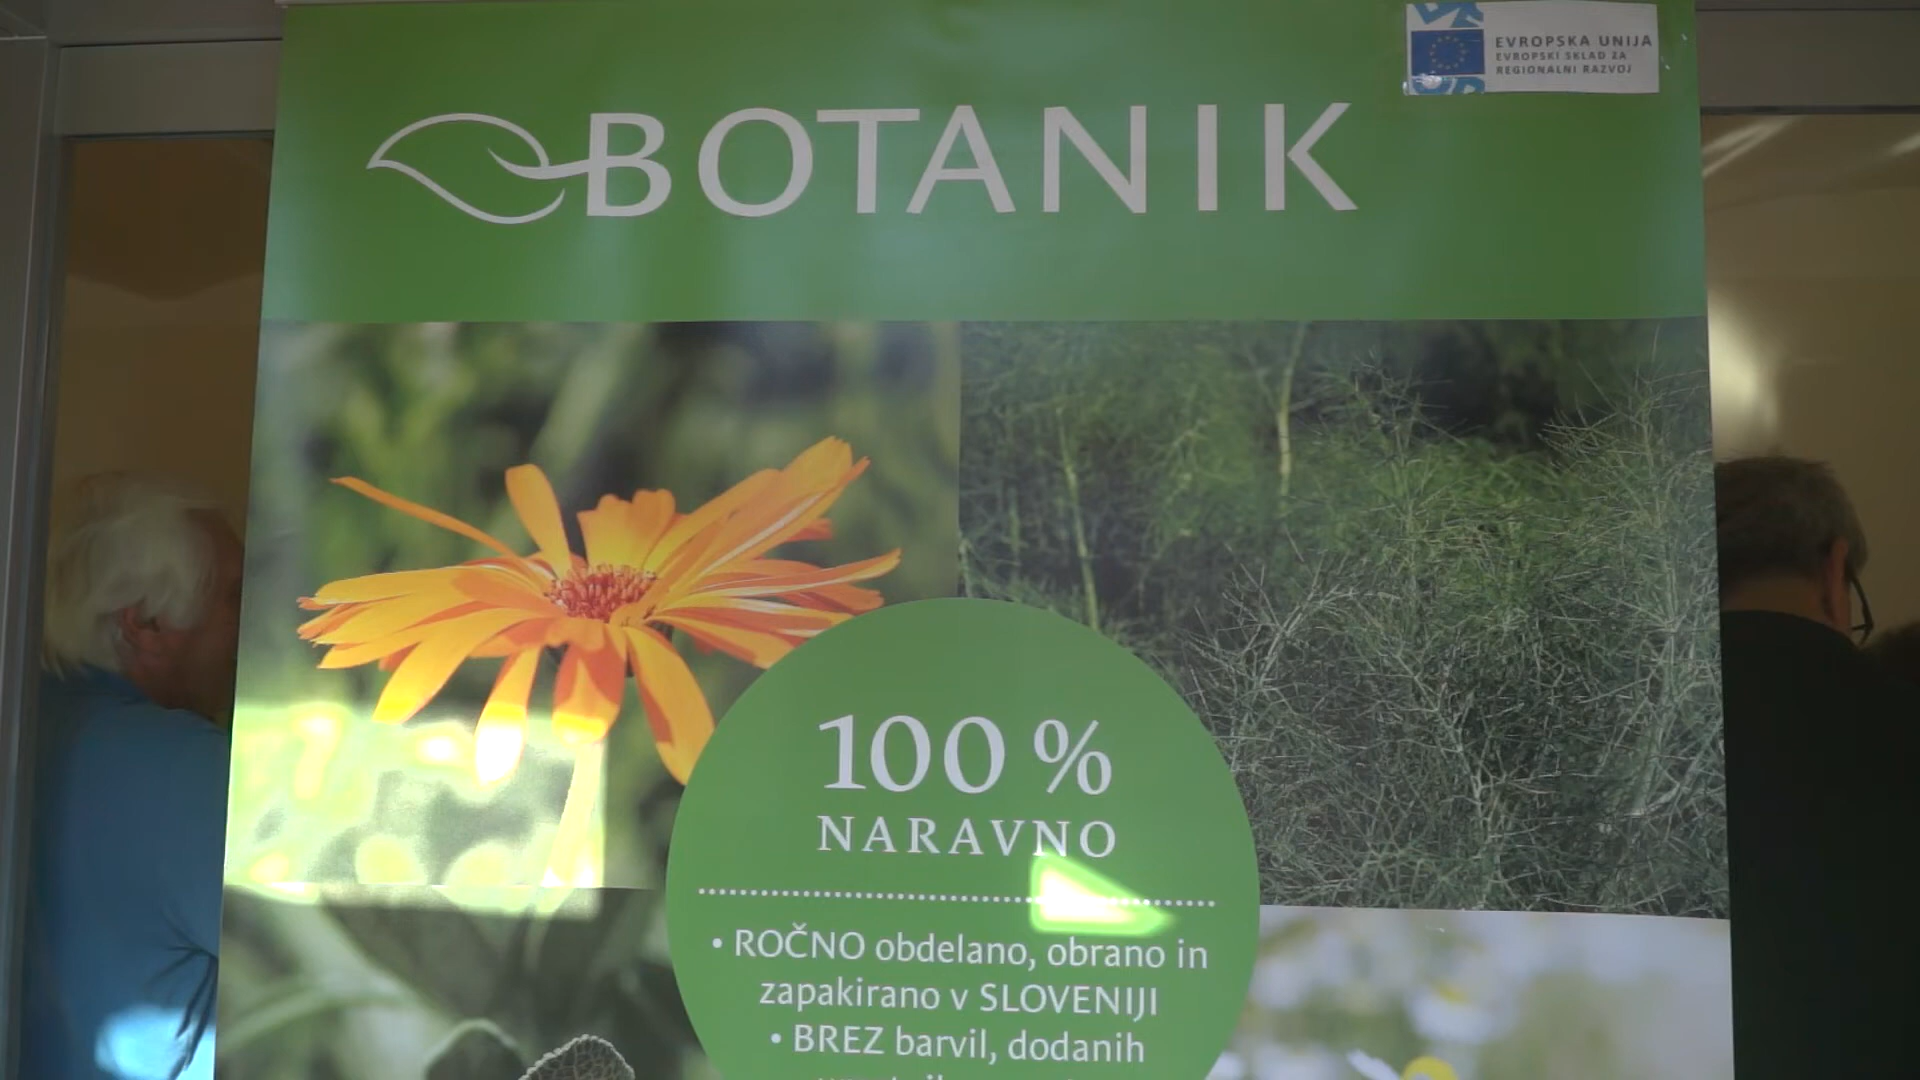 EVROPSKA UNIJA
EVROPSKI SKLAD ZA
REGIONALNI RAZVOJ
BOTANIK
100 %
NARAVNO
• ROČNO obdelano, obrano in
zapakirano v SLOVENIJI
• BREZ barvil, dodanih